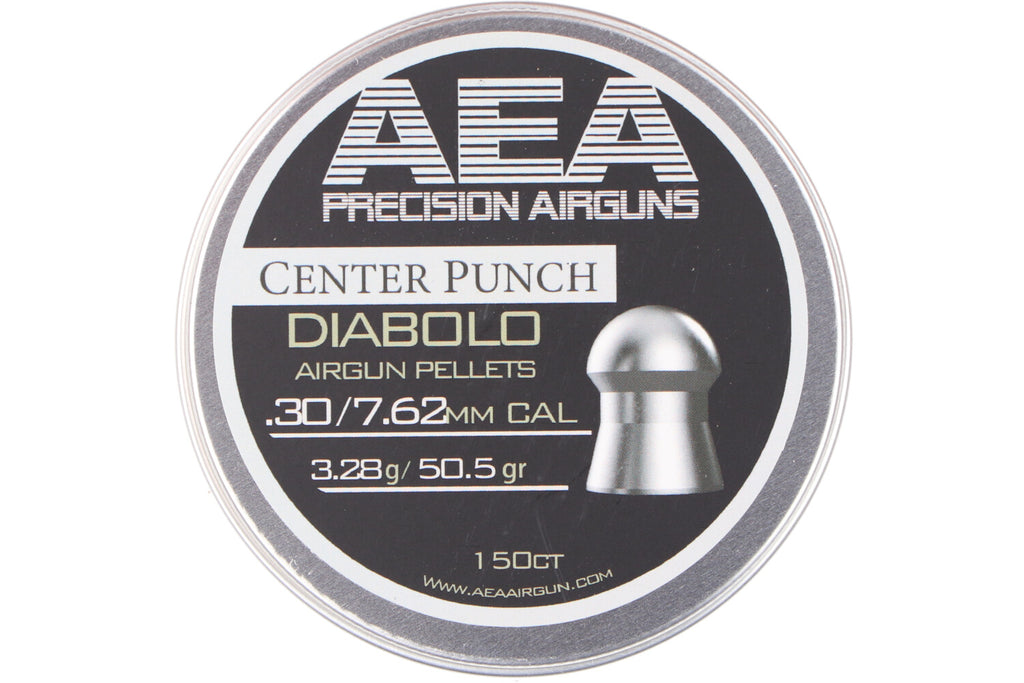 AEA
PRECISION AIRGUNS
CENTER PUNCH
DIABOLO
AIRGUN PELLETS
.30/7.62MM CAL
3.28g/ 50.5 gr
150CT
WWW.AEAAIRGUN.COM